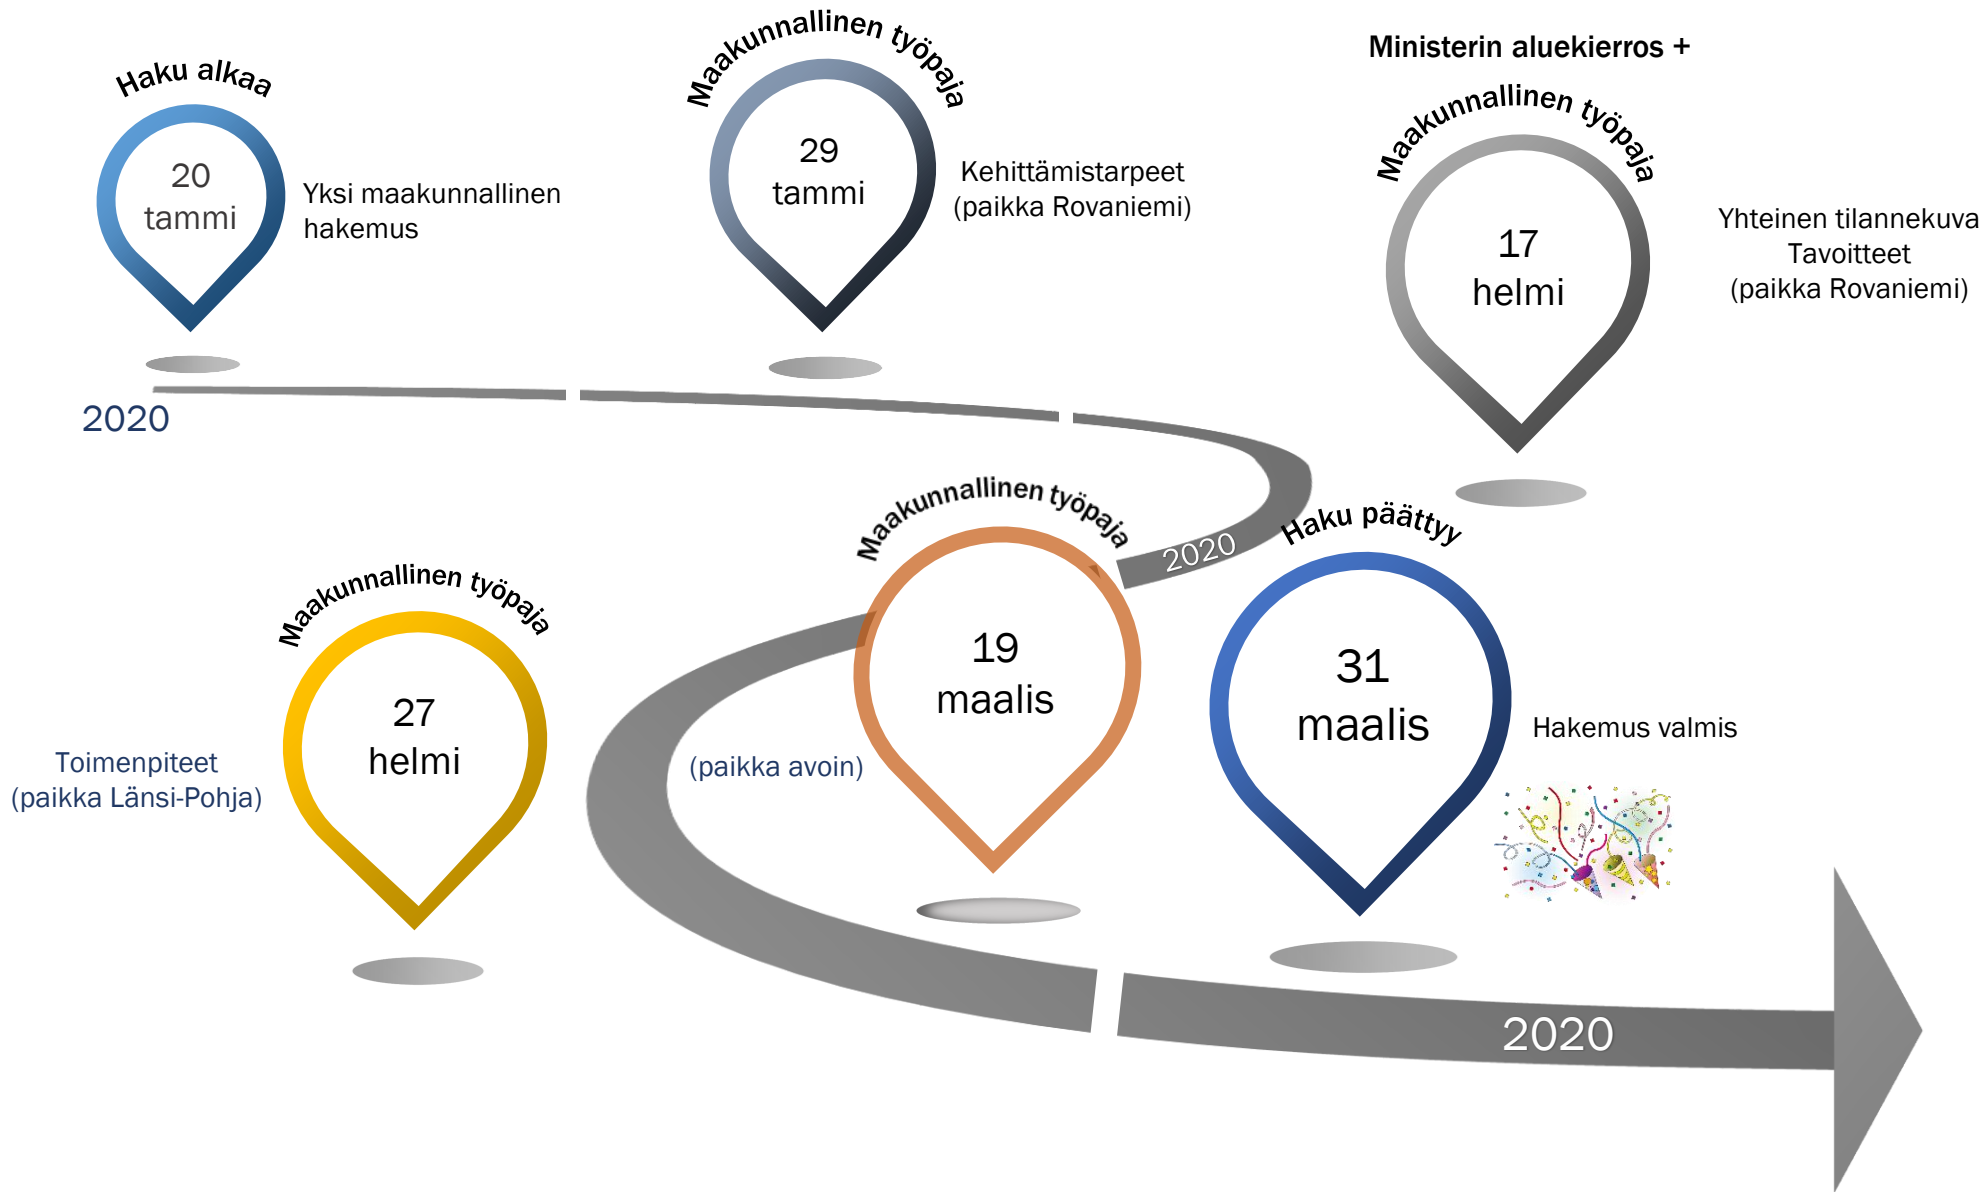 Haku alkaa
20
tammi
Yksi maakunnallinen
hakemus
Maakunnallinen työpaja
29
tammi
Kehittämistarpeet
(paikka Rovaniemi)
Ministerin aluekierros +
Maakunnallinen työpaja
17
helmi
Yhteinen tilannekuva
Tavoitteet
(paikka Rovaniemi)
2020
2020
Maakunnallinen työpaja
27
helmi
Toimenpiteet
(paikka Länsi-Pohja)
Maakunnallinen työpaja
19
maalis
(paikka avoin)
Haku päättyy
31
maalis
Hakemus valmis
2020